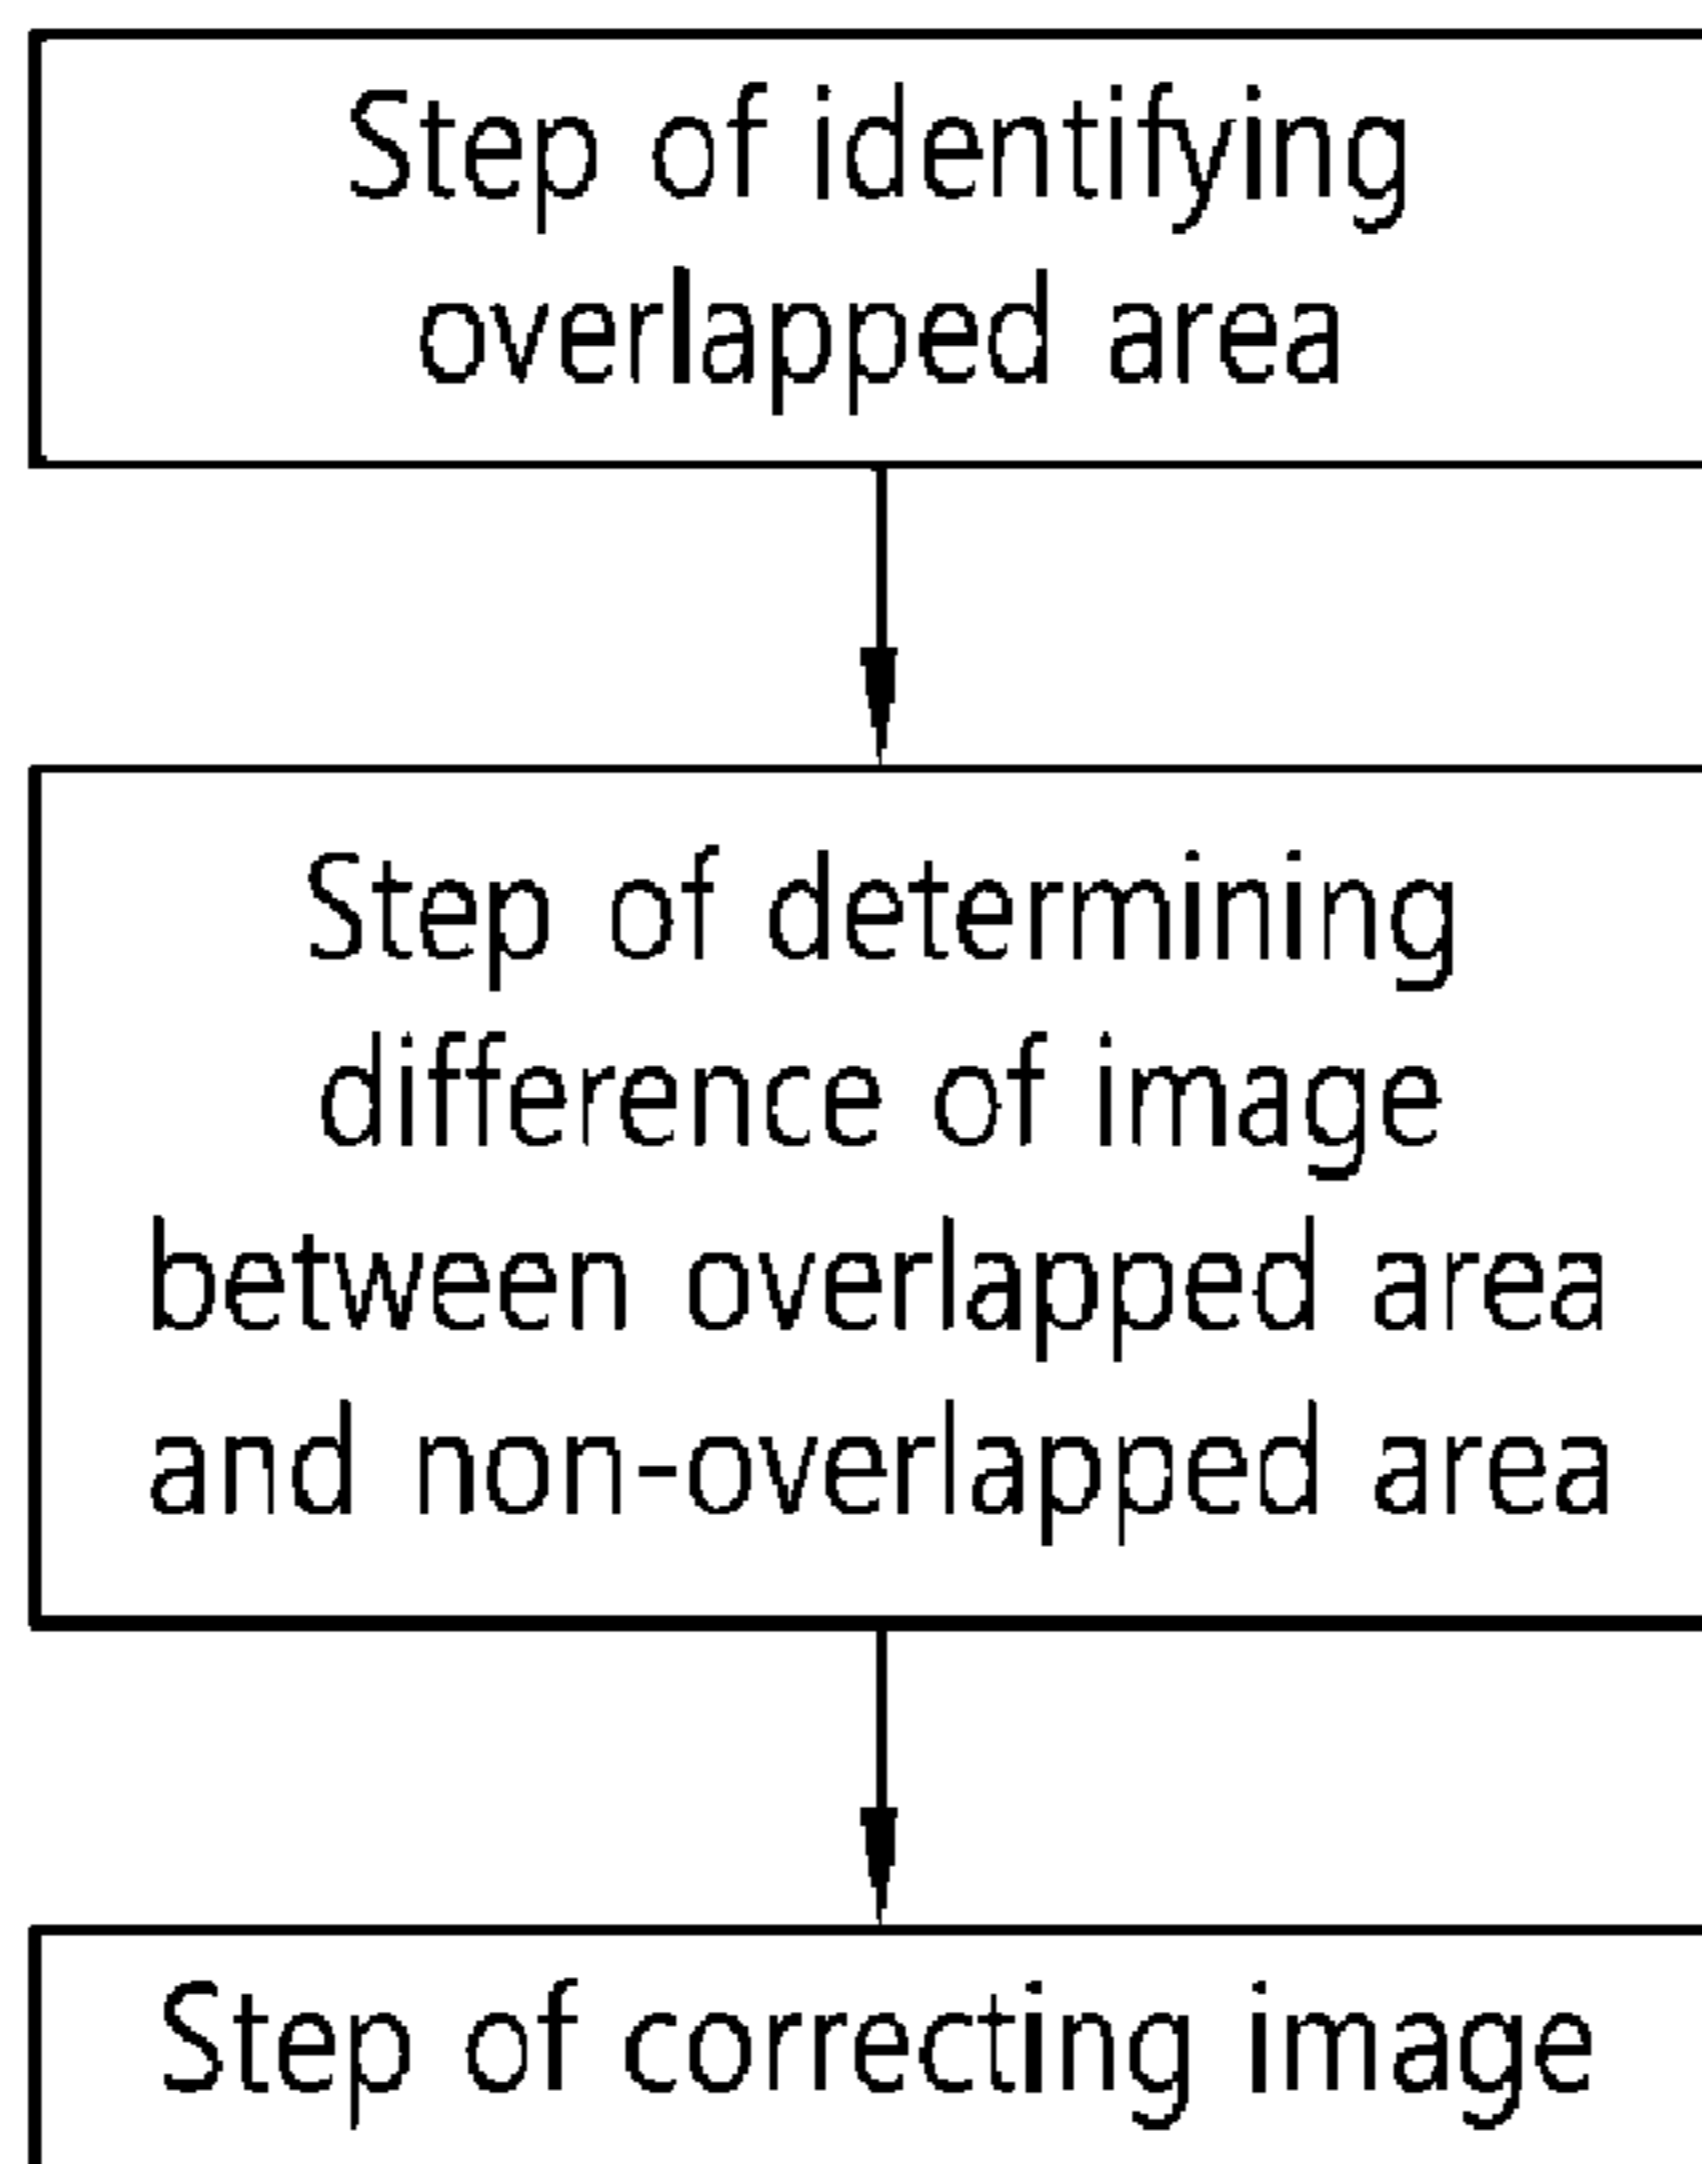 Step of identifying
overlapped area
Step of determining
difference of image
between overlapped area
and non-overlapped area
Step of correcting image